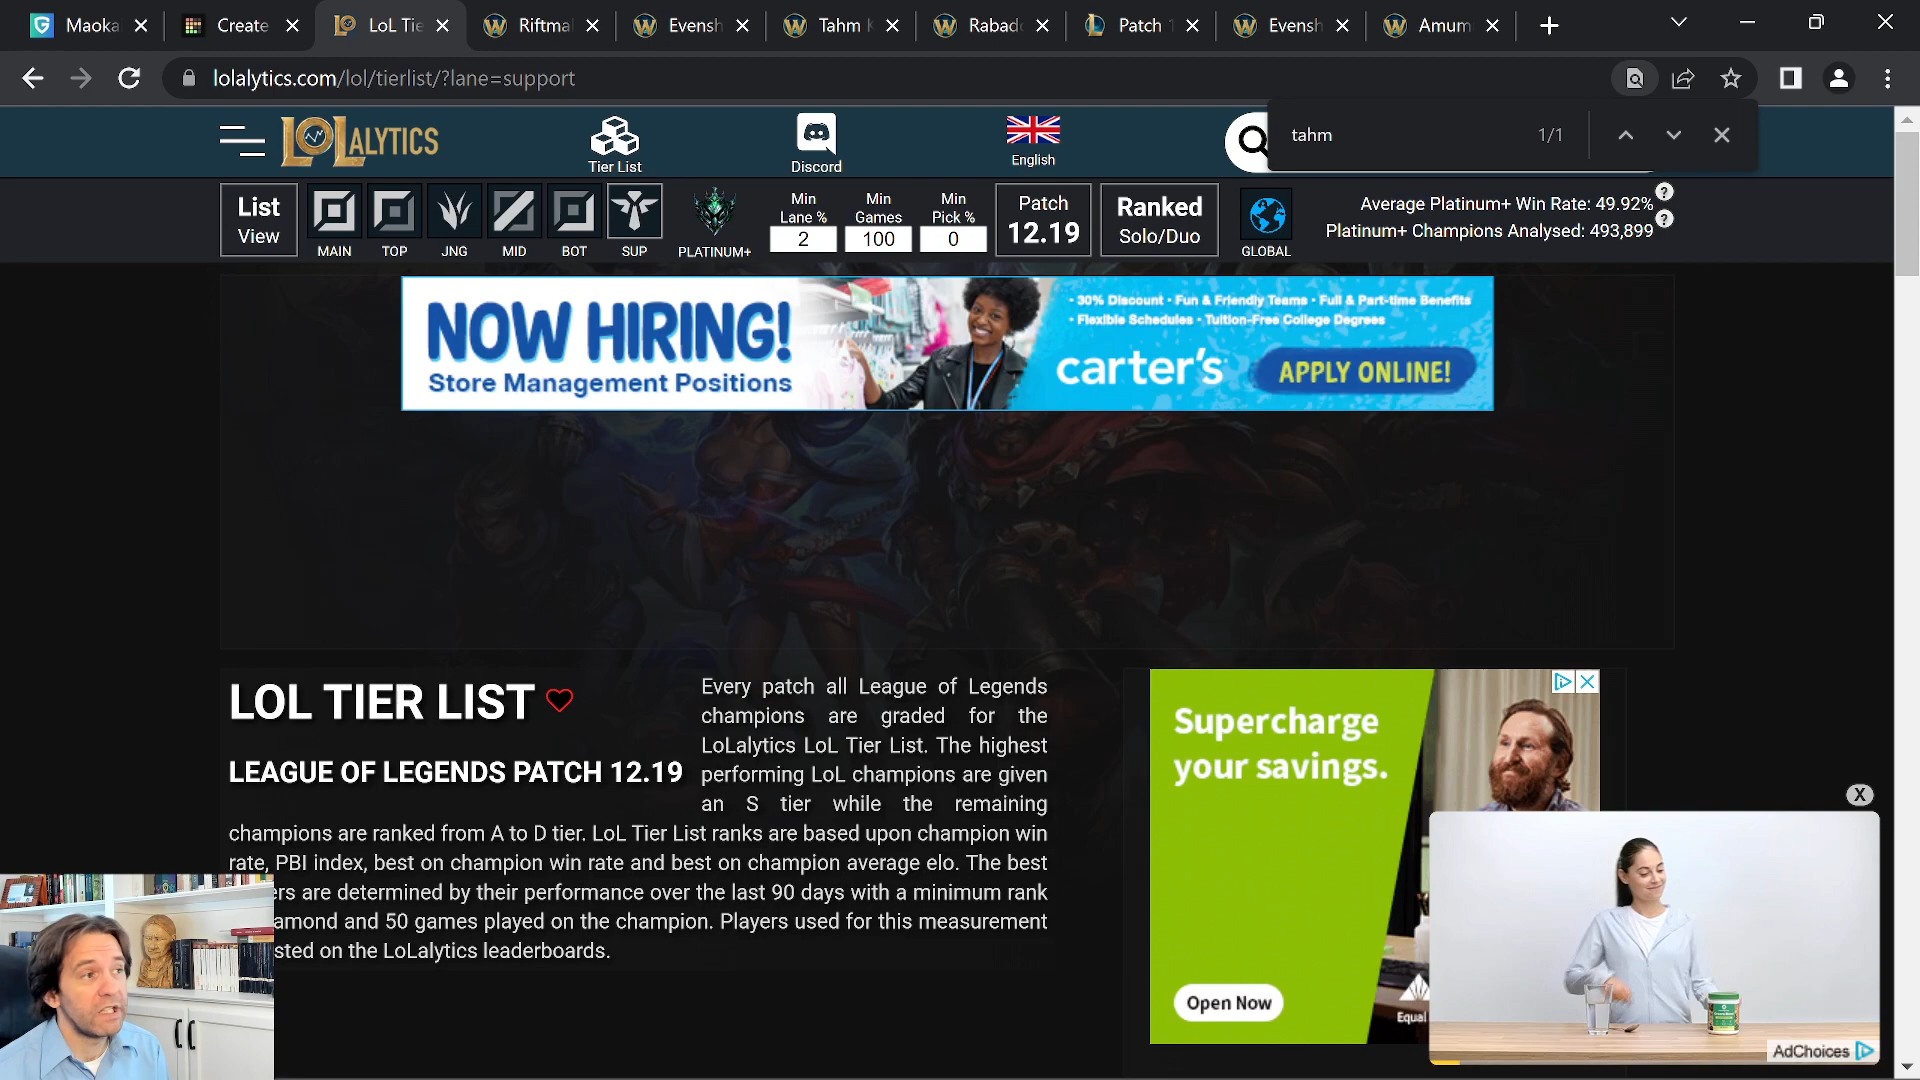 Maoka
Create
LoL Tie
Riftma
Evensh
Tahm K
Rabado
Patch 1
Evensh
Amum
lolalytics.com/lol/tierlist/?lane=support
tahm 1/1
LOLALYTICS
Tier List
Discord
English
List
View
MAIN
TOP
JNG
MID
BOT
SUP
PLATINUM+
Min
Lane %
2
Min
Games
100
Min
Pick %
0
Patch
12.19
Ranked
Solo/Duo
GLOBAL
Average Platinum+ Win Rate: 49.92% ?
Platinum+ Champions Analysed: 493,899 ?
NOW HIRING!
Store Management Positions
• 30% Discount • Fun & Friendly Teams • Full & Part-time Benefits
• Flexible Schedules • Tuition-Free College Degrees
carter's
APPLY ONLINE!
LOL TIER LIST
LEAGUE OF LEGENDS PATCH 12.19
Every patch all League of Legends
champions are graded for the
LoLalytics LoL Tier List. The highest
performing LoL champions are given
an S tier while the remaining
champions are ranked from A to D tier. LoL Tier List ranks are based upon champion win
rate, PBI index, best on champion win rate and best on champion average elo. The best
ers are determined by their performance over the last 90 days with a minimum rank
amond and 50 games played on the champion. Players used for this measurement
sted on the LoLalytics leaderboards.
Supercharge
your savings.
Open Now
Equal
X
AdChoices